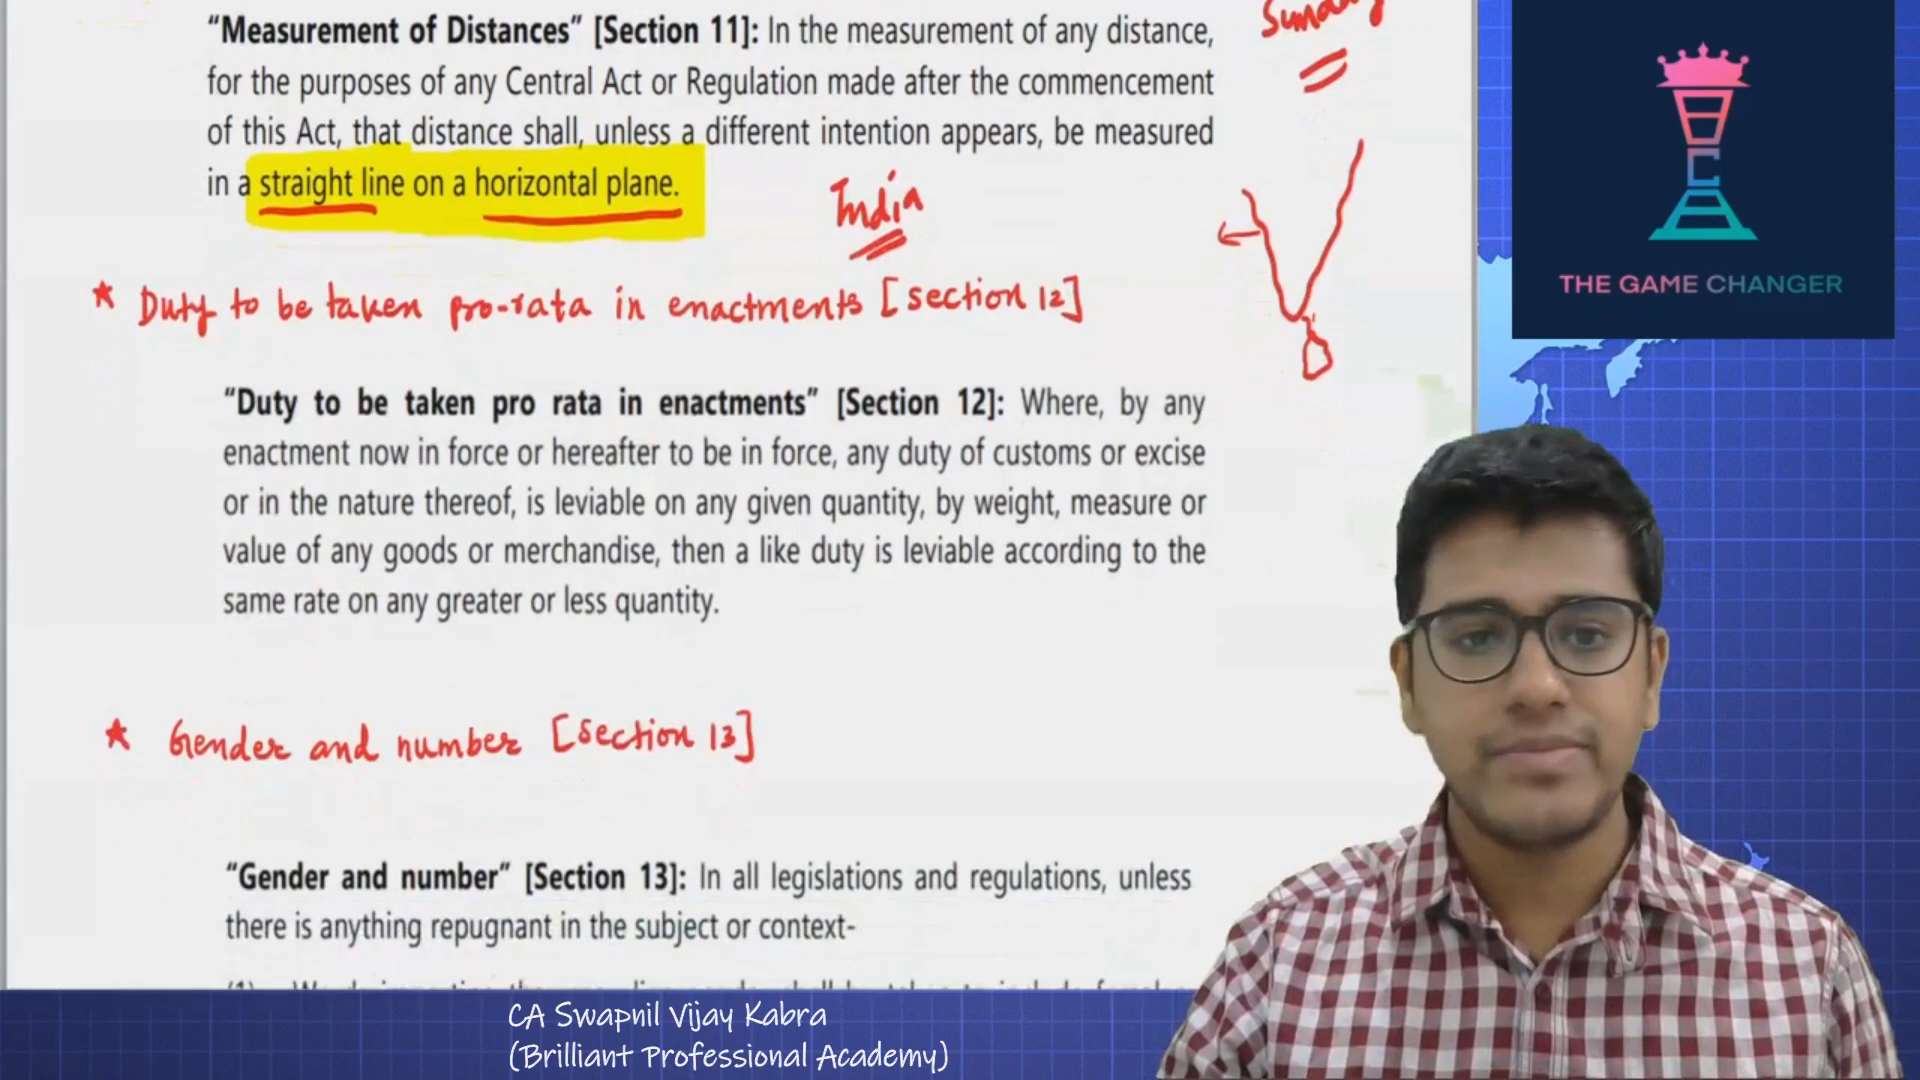 “Measurement of Distances” [Section 11]: In the measurement of any distance,
for the purposes of any Central Act or Regulation made after the commencement
of this Act, that distance shall, unless a different intention appears, be measured
in a straight line on a horizontal plane.
India
★ Duty to be taken pro-rata in enactments [section 12]
“Duty to be taken pro rata in enactments” [Section 12]: Where, by any
enactment now in force or hereafter to be in force, any duty of customs or excise
or in the nature thereof, is leviable on any given quantity, by weight, measure or
value of any goods or merchandise, then a like duty is leviable according to the
same rate on any greater or less quantity.
★ Gender and number [section 13]
“Gender and number” [Section 13]: In all legislations and regulations, unless
there is anything repugnant in the subject or context-
THE GAME CHANGER
CA Swapnil Vijay Kabra
(Brilliant Professional Academy)